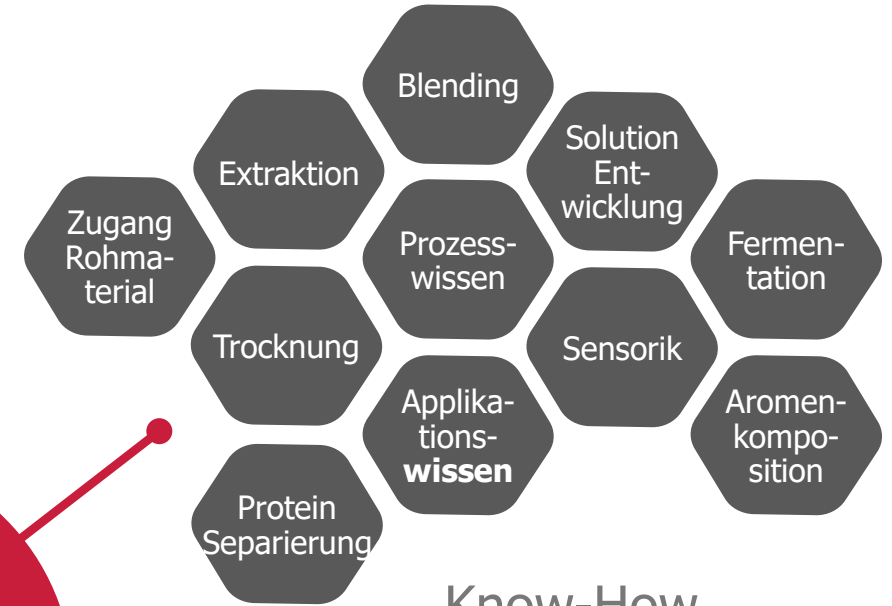 Blending
Extraktion
Solution
Ent-
wicklung
Zugang
Rohma-
terial
Prozess-
wissen
Fermen-
tation
Trocknung
Sensorik
Applika-
tions-
wissen
Aromen-
kompo-
sition
Protein
Separierung
Know-How